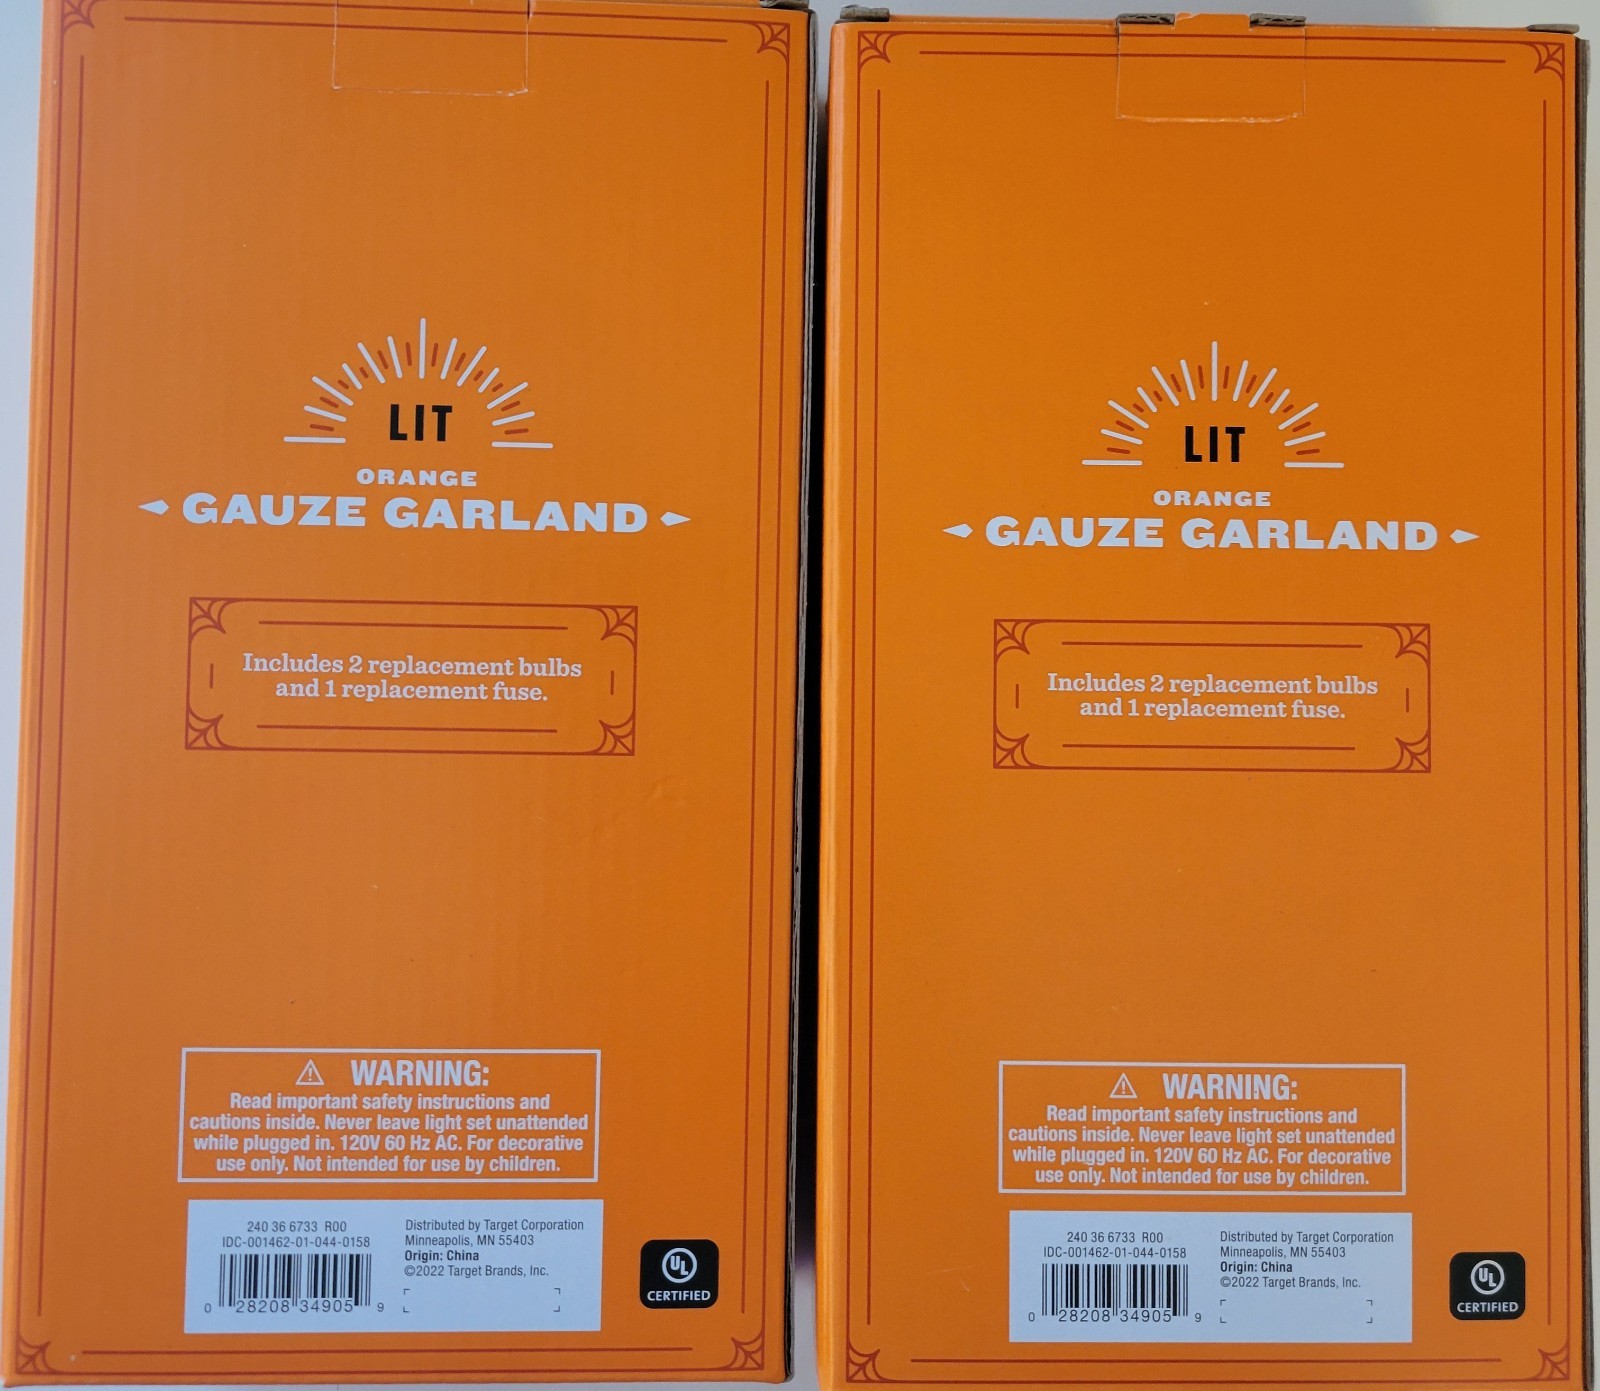 LIT
ORANGE
GAUZE GARLAND
Includes 2 replacement bulbs
and 1 replacement fuse.
WARNING:
Read important safety instructions and
cautions inside. Never leave light set unattended
while plugged in. 120V 60 Hz AC. For decorative
use only. Not intended for use by children.
240 36 6733 R00
IDC-001462-01-044-0158
0 28208 34905 9
Distributed by Target Corporation
Minneapolis, MN 55403
Origin: China
©2022 Target Brands, Inc.
UL
CERTIFIED
LIT
ORANGE
GAUZE GARLAND
Includes 2 replacement bulbs
and 1 replacement fuse.
WARNING:
Read important safety instructions and
cautions inside. Never leave light set unattended
while plugged in. 120V 60 Hz AC. For decorative
use only. Not intended for use by children.
240 36 6733 R00
IDC-001462-01-044-0158
0 28208 34905 9
Distributed by Target Corporation
Minneapolis, MN 55403
Origin: China
©2022 Target Brands, Inc.
UL
CERTIFIED